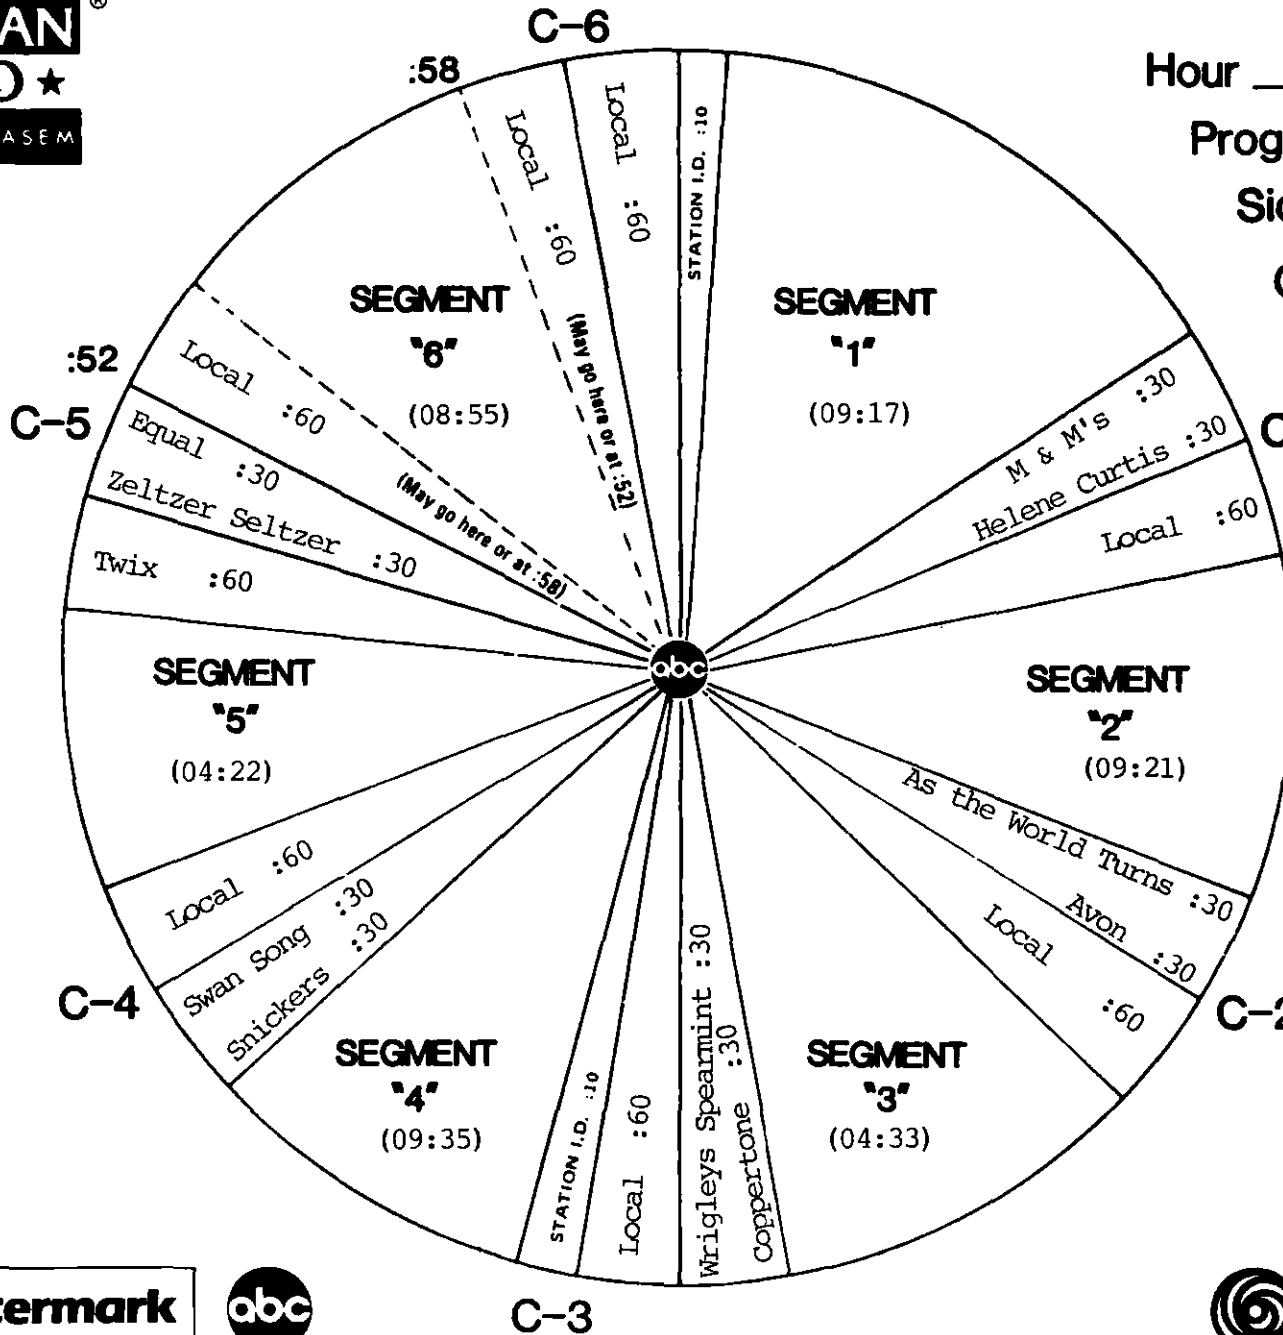 AN ®
ASEM
C-6
:58
Hour
Prog
Local :60
Local :60
STATION I.D. :10
(May go here or at :52)
SEGMENT
"1"
(09:17)
M & M's :30
Helene Curtis :30
Local :60
SEGMENT
"2"
(09:21)
As the World Turns :30
Avon :30
Local :60
C-2
SEGMENT
"3"
(04:33)
Wrigleys Spearmint :30
Coppertone :30
C-3
Local :60
STATION I.D. :10
SEGMENT
"4"
(09:35)
Snickers :30
Swan Song :30
C-4
Local :60
SEGMENT
"5"
(04:22)
Twix :60
Zeltzer Seltzer :30
Equal :30
C-5
:52
Local :60
(May go here or at :58)
SEGMENT
"6"
(08:55)
abc
termark
abc